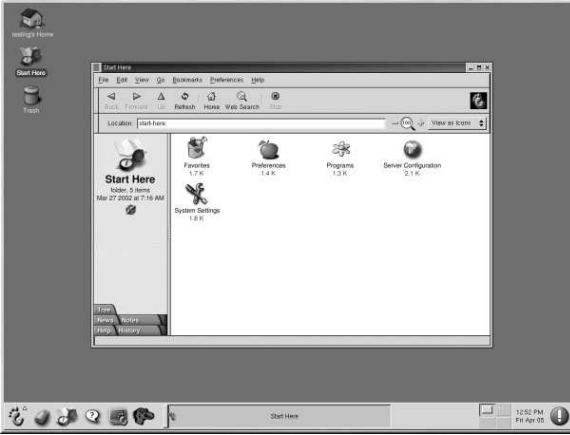 testing's Home
Start Here
Trash
Start Here
File Edit View Go Bookmarks Preferences Help
Back Forward Up Refresh Home Web Search Stop
Location: start-here: 100 View as Icons
Start Here
folder, 5 items
Mar 27 2002 at 7:16 AM
Favorites
1.7 K
Preferences
1.4 K
Programs
1.3 K
Server Configuration
2.1 K
System Settings
1.8 K
Tree
News Notes
Help History
Start Here
12:52 PM
Fri Apr 05